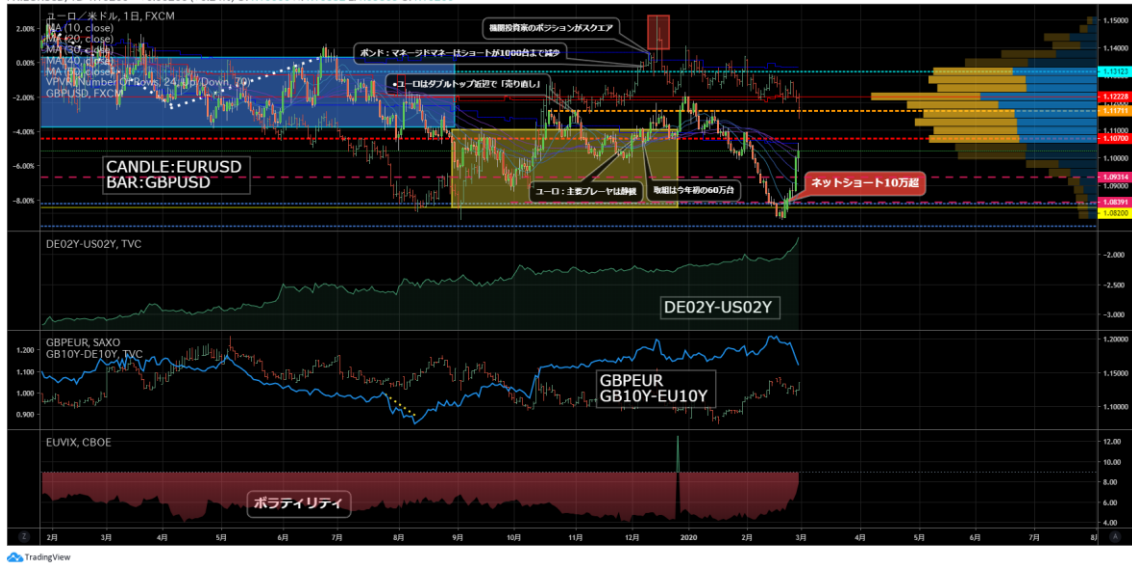 ユーロ／米ドル, 1日, FXCM
MA (10, close)
MA (20, close)
MA (30, close)
MA (40, close)
GBPUSD, FXCM
2.00%
0.00%
-2.00%
-4.00%
-6.00%
-8.00%
機関投資家のポジションがスクエア
ポンド：マネージドマネーはショートが1000台まで減少
•ユーロはダブルトップ近辺で「売り直し」
CANDLE:EURUSD
BAR:GBPUSD
ユーロ：主要プレーヤは静観
取組は今年初の60万台
ネットショート10万超
1.15000
1.14000
1.13123
1.12228
1.11711
1.11000
1.10700
1.10000
1.09314
1.09000
1.08391
1.08200
DE02Y-US02Y, TVC
DE02Y-US02Y
-2.000
-2.500
-3.000
GBPEUR, SAXO
GB10Y-DE10Y, TVC
1.200
1.100
1.000
0.900
GBPEUR
GB10Y-EU10Y
1.20000
1.15000
1.10000
EUVIX, CBOE
ボラティリティ
12.00
10.00
8.00
6.00
4.00
Z
2月
3月
4月
5月
6月
7月
8月
9月
10月
11月
12月
2020
2月
3月
4月
5月
6月
7月
8月
A
TradingView